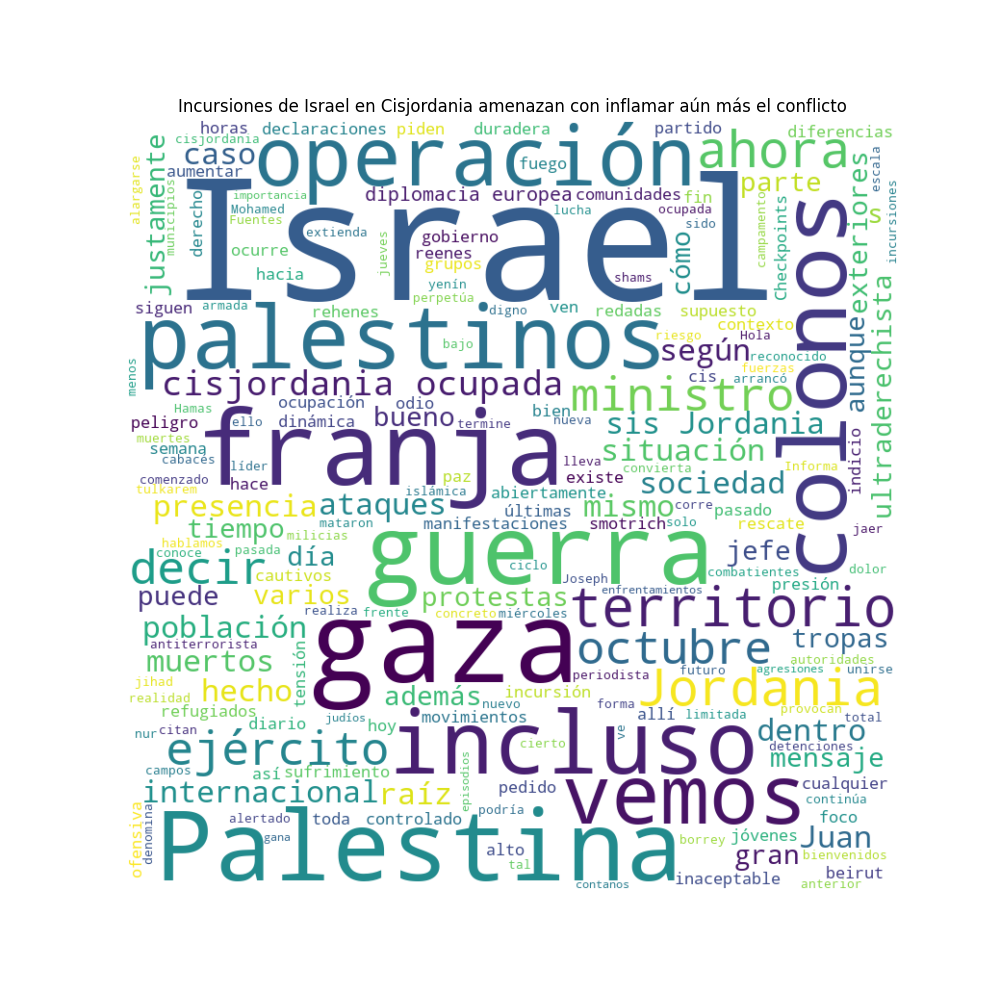 Incursiones de Israel en Cisjordania amenazan con inflamar aún más el conflicto
horas
declaraciones
piden
duradera
partido
diferencias
cisjordania
caso
operación
fuego
ahora
escala
alargarse
municipios
justamente
aumentar
importancia
diplomacia europea
comunidades
fin
parte
derecho
Mohamed
Fuentes
Israel
lucha
ocupada
s
exteriores
incursiones
extienda
jueves
gobierno
sido
cómo
campamento
Checkpoints
colonos
ocurre
reenes
grupos
hacia
yenín
shams
perpetúa
siguen
armada
rehenes
digno
ven
redadas
supuesto
contexto
ultraderechista
aunque
palestinos
bajo
riesgo
Hola
según
reconocido
menos
cisjordania ocupada
cis
fuerzas
arrancó
ministro
Hamas
ocupación
odio
bueno
bien
peligro
ello
dinámica
termine
nueva
sis Jordania
muertes
semana
franja
situación
indicio
cabacés
líder
lleva
convierta
Informa
comenzado
hace
paz
existe
sociedad
tulkarem
islámica
abiertamente
presencia
ataques
últimas
mismo
corre
pasado
tiempo
mataron
manifestaciones
smotrich
solo
rescate
jaer
milicias
guerra
hablamos
conoce
pasada
día
jefe
decir
cautivos
ciclo
Joseph
combatientes
dolor
puede
varios
protestas
enfrentamientos
presión
realiza
frente
concreto
miércoles
territorio
población
gaza
octubre
tropas
antiterrorista
muertos
tensión
periodista
autoridades
jihad
hecho
además
incursión
futuro
agresiones
unirse
realidad
Jordania
refugiados
judíos
movimientos
nuevo
forma
allí
limitada
provocan
total
diario
hoy
nur
citan
ve
dentro
ejército
incluso
cierto
detenciones
mensaje
campos
así
sufrimiento
episodios
vemos
cualquier
internacional
raíz
pedido
continúa
ofensiva
denomina
alertado
toda
controlado
podría
foco
gana
Palestina
borrey
jóvenes
Juan
alto
tal
gran
bienvenidos
inaceptable
beirut
contanos
anterior